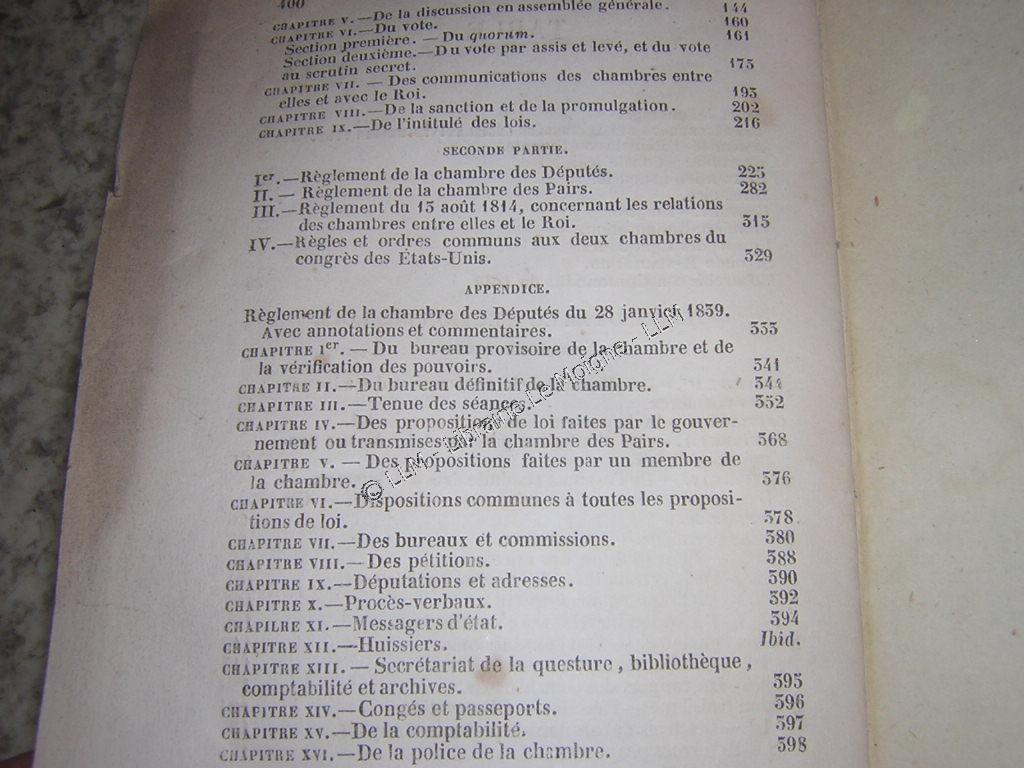 400
CHAPITRE V.—De la discussion en assemblée générale. 144
CHAPITRE VI.—Du vote. 160
Section première. — Du quorum. 161
Section deuxième.—Du vote par assis et levé, et du vote
au scrutin secret. 175
CHAPITRE VII. — Des communications des chambres entre
elles et avec le Roi. 193
CHAPITRE VIII.—De la sanction et de la promulgation. 202
CHAPITRE IX.—De l'intitulé des lois. 216
SECONDE PARTIE.
Ier.—Règlement de la chambre des Députés. 225
II. — Règlement de la chambre des Pairs. 282
III.—Règlement du 13 août 1814, concernant les relations
des chambres entre elles et le Roi. 315
IV.—Règles et ordres communs aux deux chambres du
congrès des États-Unis. 329
APPENDICE.
Règlement de la chambre des Députés du 28 janvier 1839.
Avec annotations et commentaires. 333
CHAPITRE Ier. — Du bureau provisoire de la chambre et de
la vérification des pouvoirs. 341
CHAPITRE II.—Du bureau définitif de la chambre. 344
CHAPITRE III.—Tenue des séances. 352
CHAPITRE IV.—Des propositions de loi faites par le gouver-
nement ou transmises par la chambre des Pairs. 368
CHAPITRE V. — Des propositions faites par un membre de
la chambre. 376
CHAPITRE VI.—Dispositions communes à toutes les proposi-
tions de loi. 378
CHAPITRE VII.—Des bureaux et commissions. 380
CHAPITRE VIII.—Des pétitions. 388
CHAPITRE IX.—Députations et adresses. 390
CHAPITRE X.—Procès-verbaux. 392
CHAPILRE XI.—Messagers d'état. 394
CHAPITRE XII.—Huissiers. Ibid.
CHAPITRE XIII.— Secrétariat de la questure, bibliothèque,
comptabilité et archives. 395
CHAPITRE XIV.—Congés et passeports. 396
CHAPITRE XV.—De la comptabilité. 397
CHAPITRE XVI.—De la police de la chambre. 398
© LLM - Librairie Le Moigne - LLM